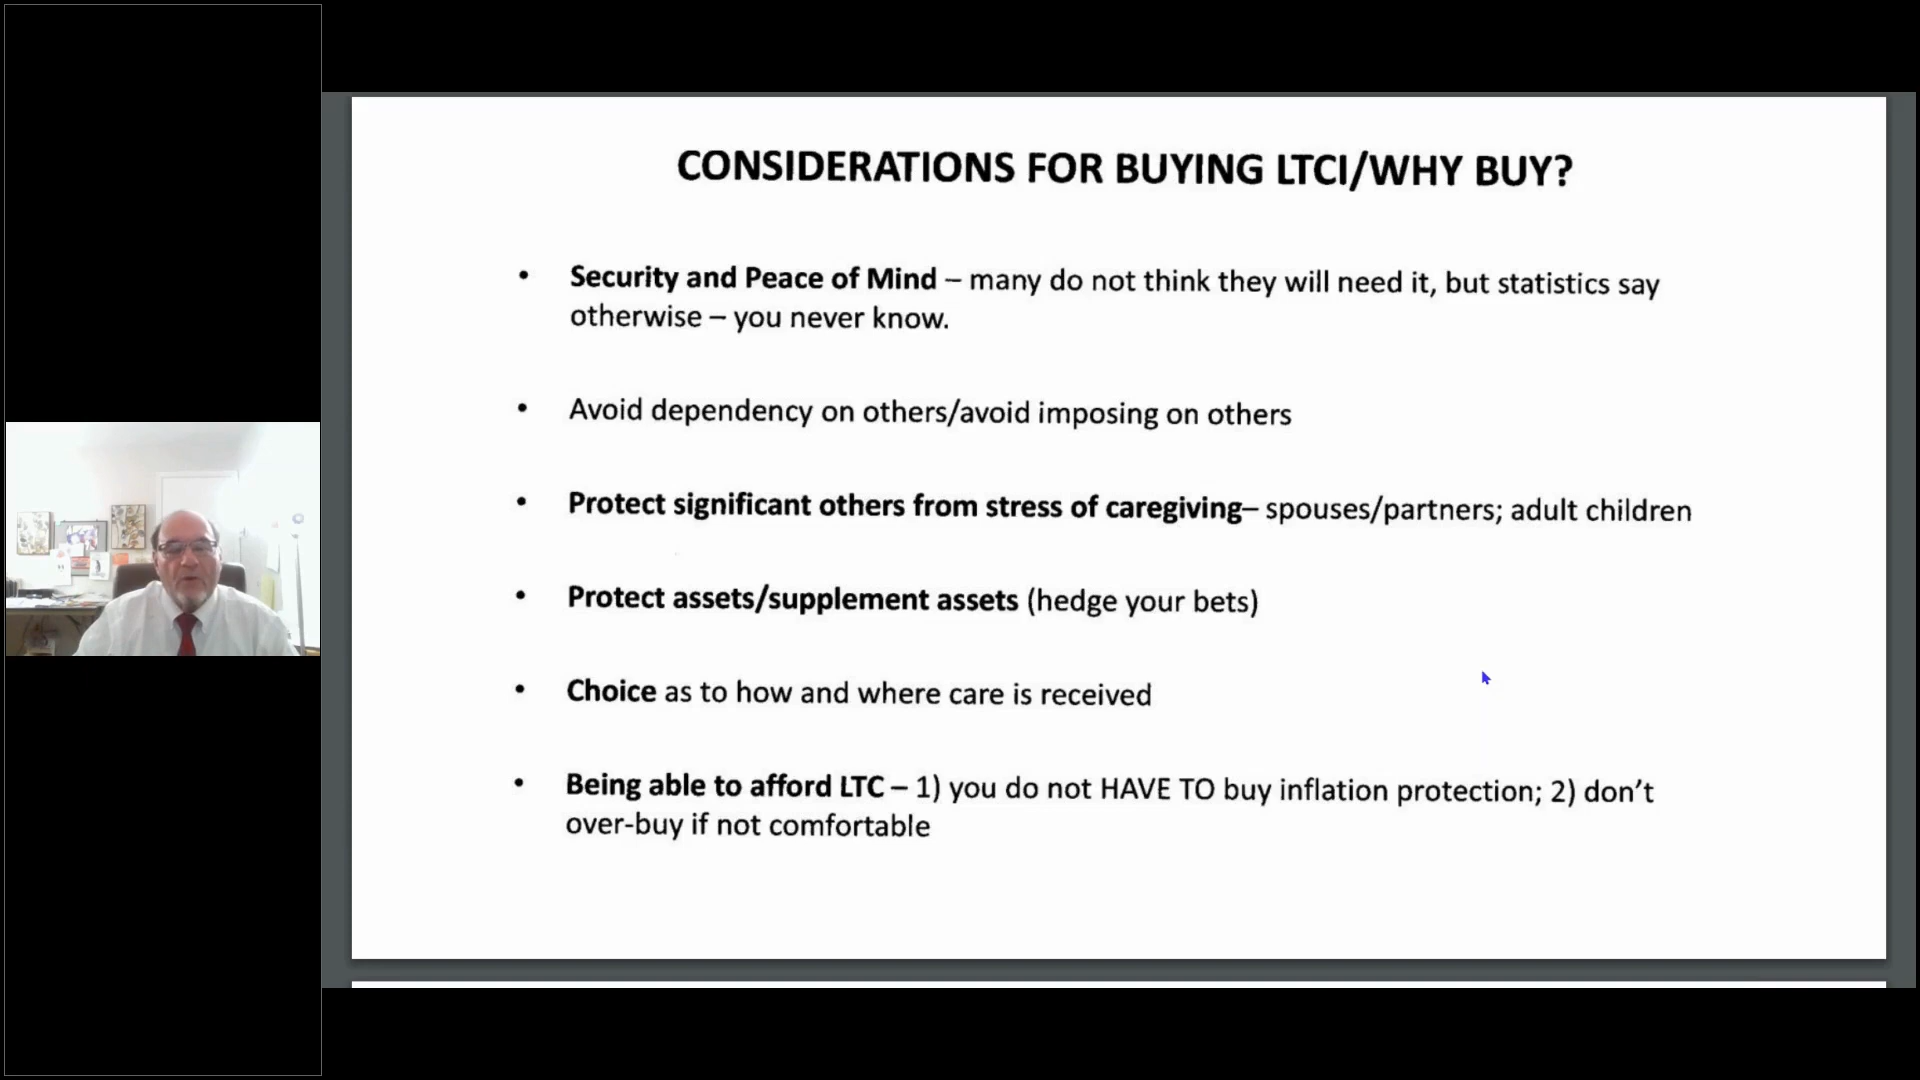 CONSIDERATIONS FOR BUYING LTCI/WHY BUY?
• Security and Peace of Mind – many do not think they will need it, but statistics say
otherwise – you never know.
• Avoid dependency on others/avoid imposing on others
• Protect significant others from stress of caregiving– spouses/partners; adult children
• Protect assets/supplement assets (hedge your bets)
• Choice as to how and where care is received
• Being able to afford LTC – 1) you do not HAVE TO buy inflation protection; 2) don’t
over-buy if not comfortable